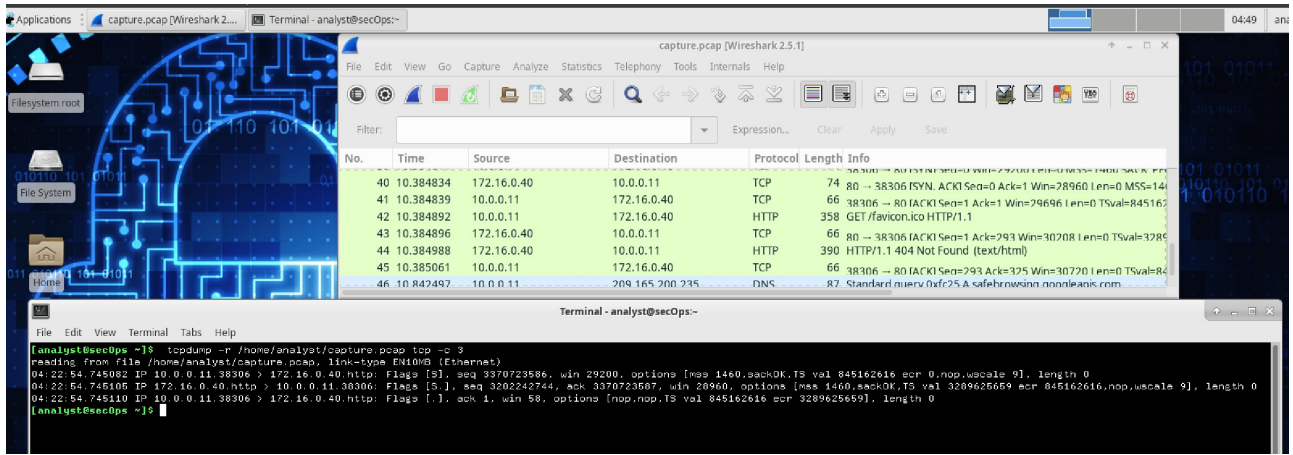 Applications capture.pcap [Wireshark 2.... Terminal - analyst@secOps:~ 04:49 ana
capture.pcap [Wireshark 2.5.1]
File Edit View Go Capture Analyze Statistics Telephony Tools Internals Help
Filesystem root
Filter: Expression... Clear Apply Save
No. Time Source Destination Protocol Length Info
40 10.384834 172.16.0.40 10.0.0.11 TCP 74 80 → 38306 [SYN, ACK] Seq=0 Ack=1 Win=28960 Len=0 MSS=146
File System
41 10.384839 10.0.0.11 172.16.0.40 TCP 66 38306 → 80 [ACK] Seq=1 Ack=1 Win=29696 Len=0 TSval=845162
42 10.384892 10.0.0.11 172.16.0.40 HTTP 358 GET /favicon.ico HTTP/1.1
43 10.384896 172.16.0.40 10.0.0.11 TCP 66 80 → 38306 [ACK] Seq=1 Ack=293 Win=30208 Len=0 TSval=3289
44 10.384988 172.16.0.40 10.0.0.11 HTTP 390 HTTP/1.1 404 Not Found (text/html)
45 10.385061 10.0.0.11 172.16.0.40 TCP 66 38306 → 80 [ACK] Seq=293 Ack=325 Win=30720 Len=0 TSval=84
Home
46 10.842497 10.0.0.11 209.165.200.235 DNS 87 Standard query 0xfc25 A safebrowsing.googleapis.com
Terminal - analyst@secOps:~
File Edit View Terminal Tabs Help
[analyst@secOps ~]$ tcpdump -r /home/analyst/capture.pcap tcp -c 3
reading from file /home/analyst/capture.pcap, link-type EN10MB (Ethernet)
04:22:54.745082 IP 10.0.0.11.38306 > 172.16.0.40.http: Flags [S], seq 3370723586, win 29200, options [mss 1460,sackOK,TS val 845162616 ecr 0,nop,wscale 9], length 0
04:22:54.745105 IP 172.16.0.40.http > 10.0.0.11.38306: Flags [S.], seq 3202242744, ack 3370723587, win 28960, options [mss 1460,sackOK,TS val 3289625659 ecr 845162616,nop,wscale 9], length 0
04:22:54.745110 IP 10.0.0.11.38306 > 172.16.0.40.http: Flags [.], ack 1, win 58, options [nop,nop,TS val 845162616 ecr 3289625659], length 0
[analyst@secOps ~]$